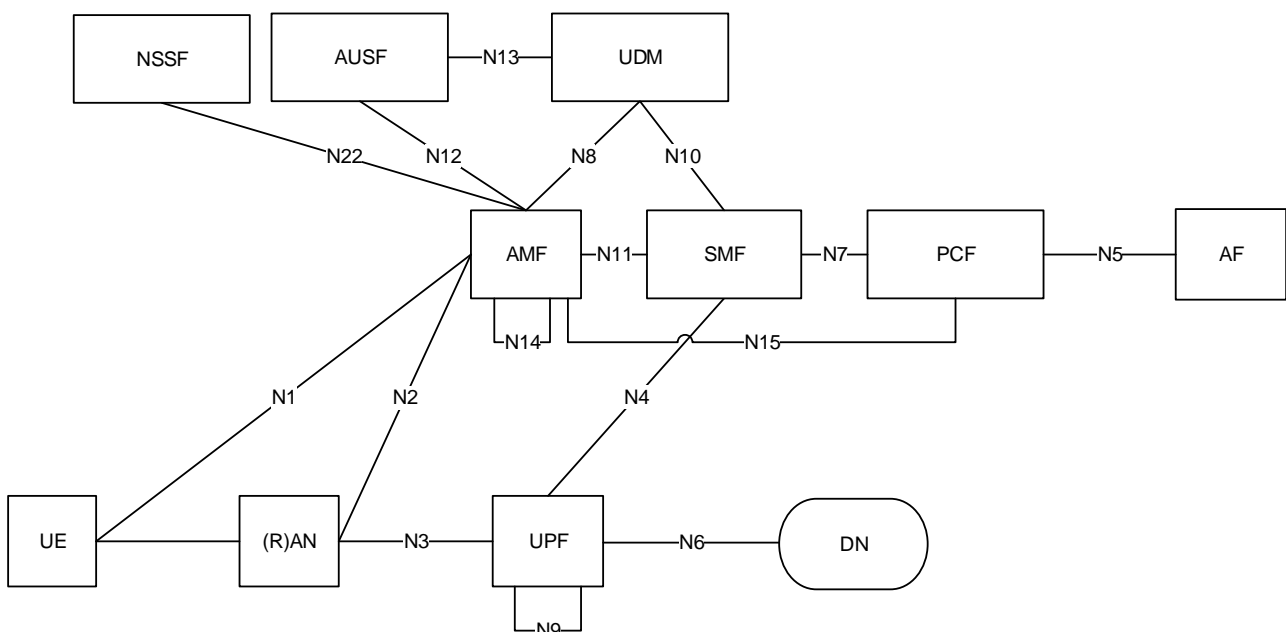 NSSF
AUSF
N13
UDM
N22
N12
N8
N10
AMF
N11
SMF
N7
PCF
N5
AF
N14
N15
N1
N2
N4
UE
(R)AN
N3
UPF
N6
DN
N9